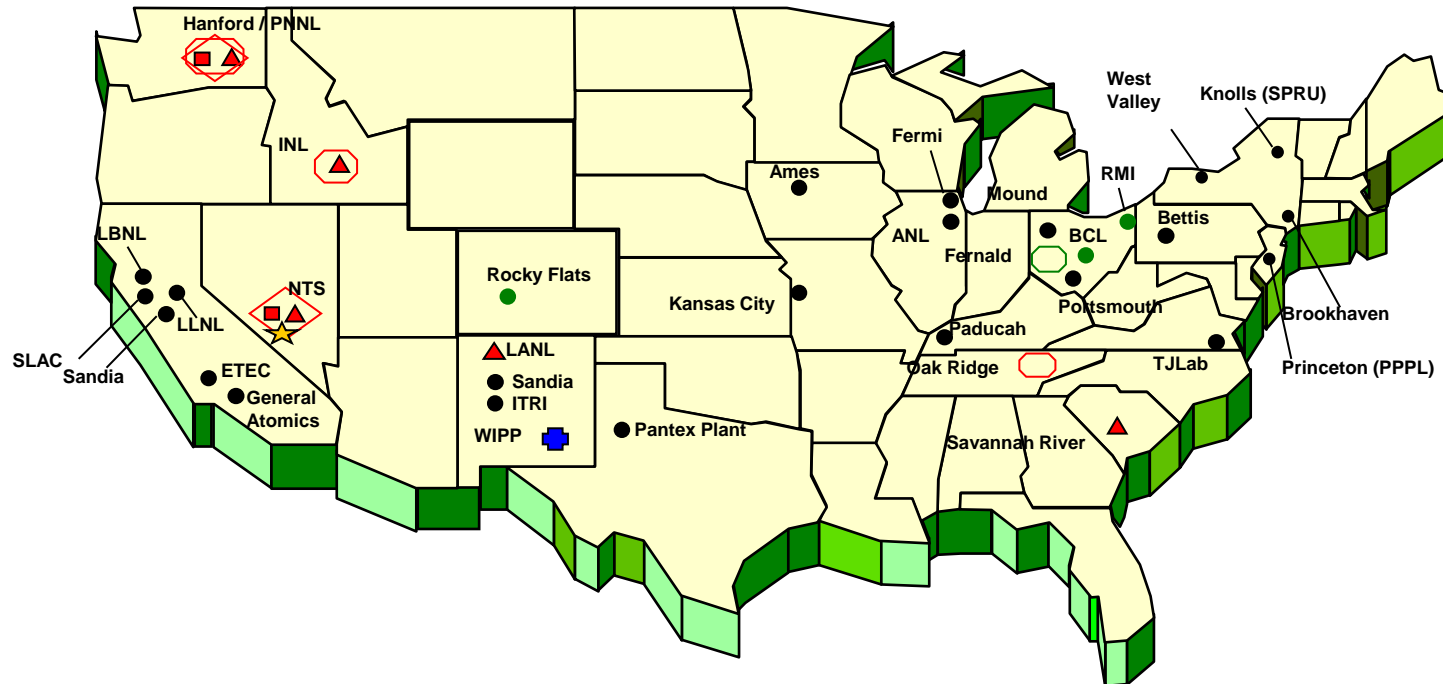 Hanford / PNNL
West
Valley
Knolls (SPRU)
INL
Fermi
Ames
Mound
RMI
LBNL
ANL
BCL
Bettis
Fernald
Rocky Flats
NTS
Kansas City
Portsmouth
LLNL
Brookhaven
Paducah
SLAC
Sandia
LANL
Oak Ridge
TJLab
Princeton (PPPL)
ETEC
Sandia
General
Atomics
ITRI
WIPP
Pantex Plant
Savannah River